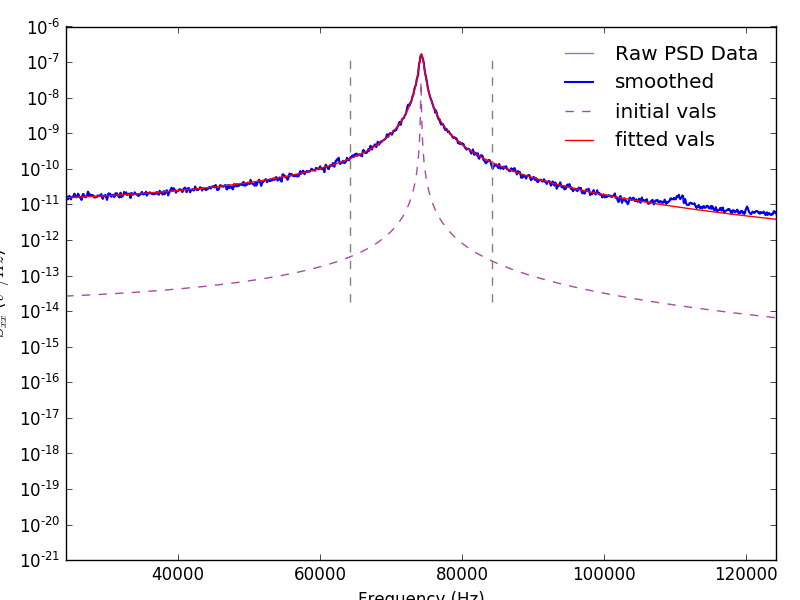 10^-6
10^-7
10^-8
10^-9
10^-10
10^-11
10^-12
10^-13
10^-14
10^-15
10^-16
10^-17
10^-18
10^-19
10^-20
10^-21
Raw PSD Data
smoothed
initial vals
fitted vals
40000 60000 80000 100000 120000
Frequency (Hz)